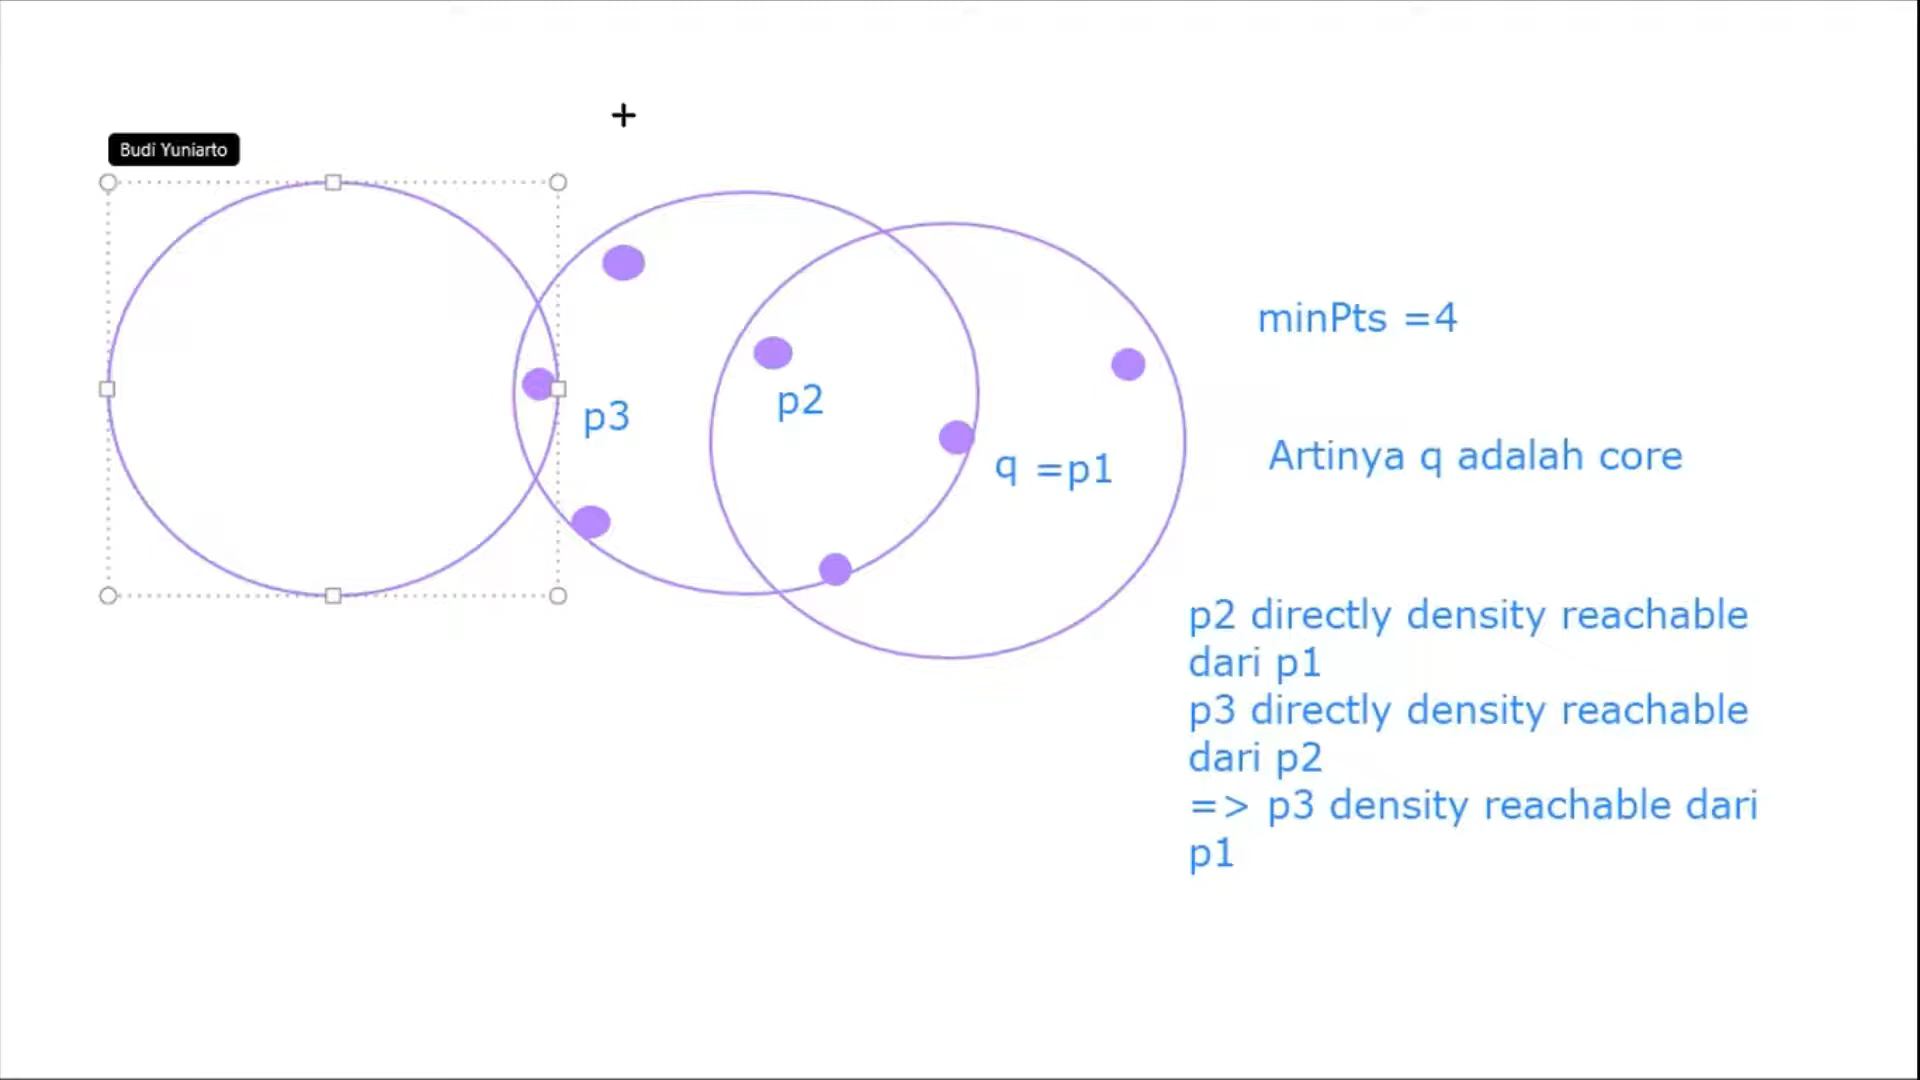 Budi Yuniarto
p3
p2
q =p1
minPts =4
Artinya q adalah core
p2 directly density reachable
dari p1
p3 directly density reachable
dari p2
=> p3 density reachable dari
p1